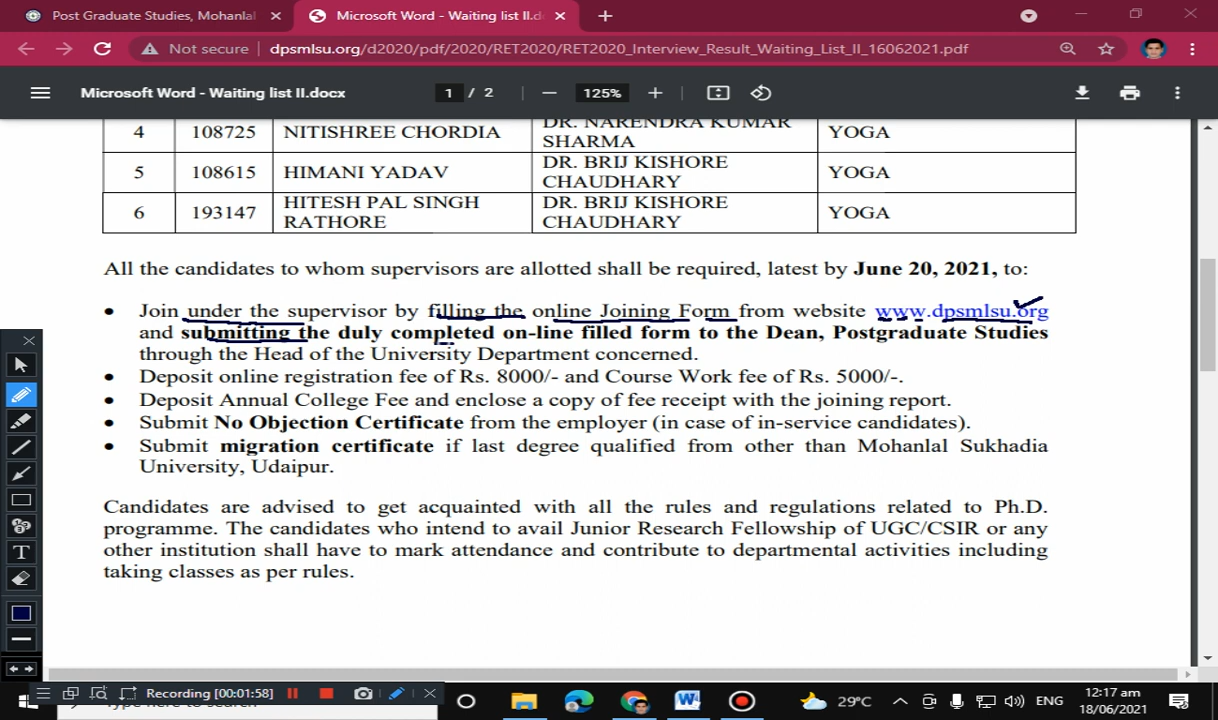 Post Graduate Studies, Mohanlal
Microsoft Word - Waiting list II.d
Not secure
dpsmlsu.org/d2020/pdf/2020/RET2020/RET2020_Interview_Result_Waiting_List_II_16062021.pdf
Microsoft Word - Waiting list II.docx
1 / 2
125%
4 108725 NITISHREE CHORDIA DR. NARENDRA KUMAR SHARMA YOGA
5 108615 HIMANI YADAV DR. BRIJ KISHORE CHAUDHARY YOGA
6 193147 HITESH PAL SINGH RATHORE DR. BRIJ KISHORE CHAUDHARY YOGA
All the candidates to whom supervisors are allotted shall be required, latest by June 20, 2021, to:
• Join under the supervisor by filling the online Joining Form from website www.dpsmlsu.org
and submitting the duly completed on-line filled form to the Dean, Postgraduate Studies
through the Head of the University Department concerned.
• Deposit online registration fee of Rs. 8000/- and Course Work fee of Rs. 5000/-.
• Deposit Annual College Fee and enclose a copy of fee receipt with the joining report.
• Submit No Objection Certificate from the employer (in case of in-service candidates).
• Submit migration certificate if last degree qualified from other than Mohanlal Sukhadia
University, Udaipur.
Candidates are advised to get acquainted with all the rules and regulations related to Ph.D.
programme. The candidates who intend to avail Junior Research Fellowship of UGC/CSIR or any
other institution shall have to mark attendance and contribute to departmental activities including
taking classes as per rules.
T
Recording [00:01:58]
29°C
ENG
12:17 am
18/06/2021